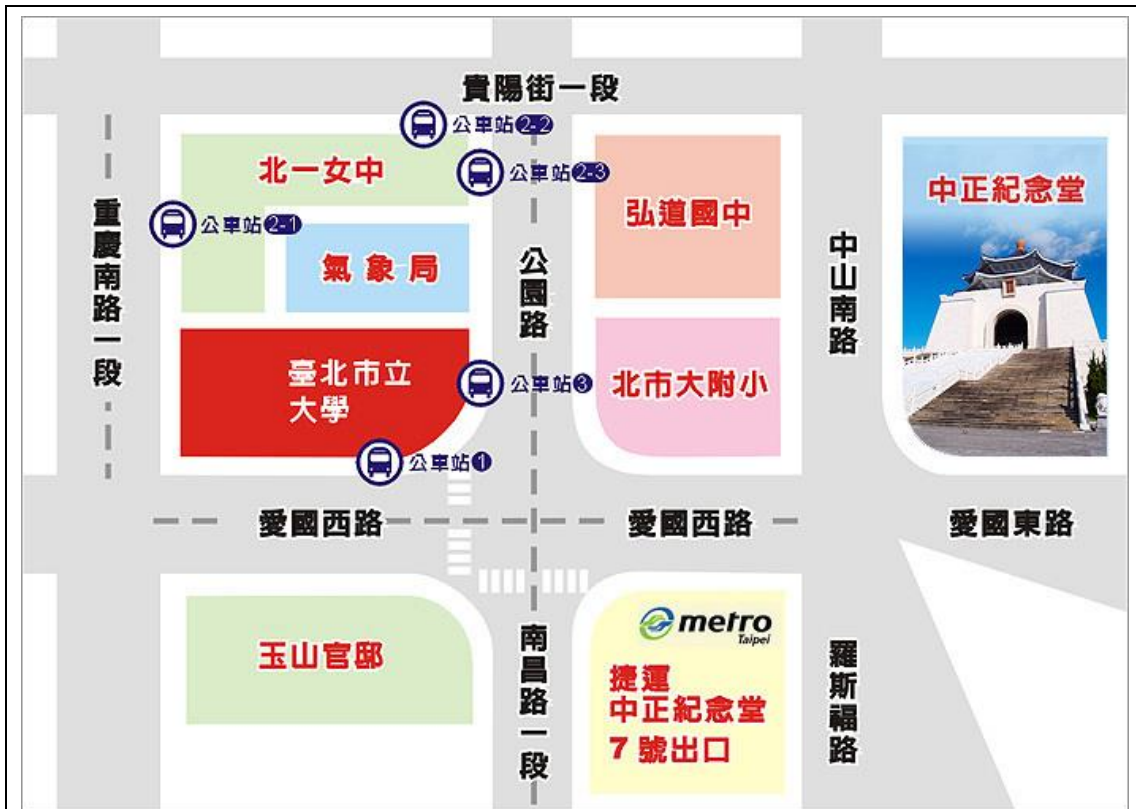 貴陽街一段
公車站2-2
北一女中
公車站2-3
中正紀念堂
重慶南路一段
公車站2-1
弘道國中
氣象局
公園路
中山南路
臺北市立
大學
公車站3
北市大附小
公車站1
愛國西路
愛國西路
愛國東路
metro
Taipei
玉山官邸
南昌路一段
捷運
中正紀念堂
7號出口
羅斯福路